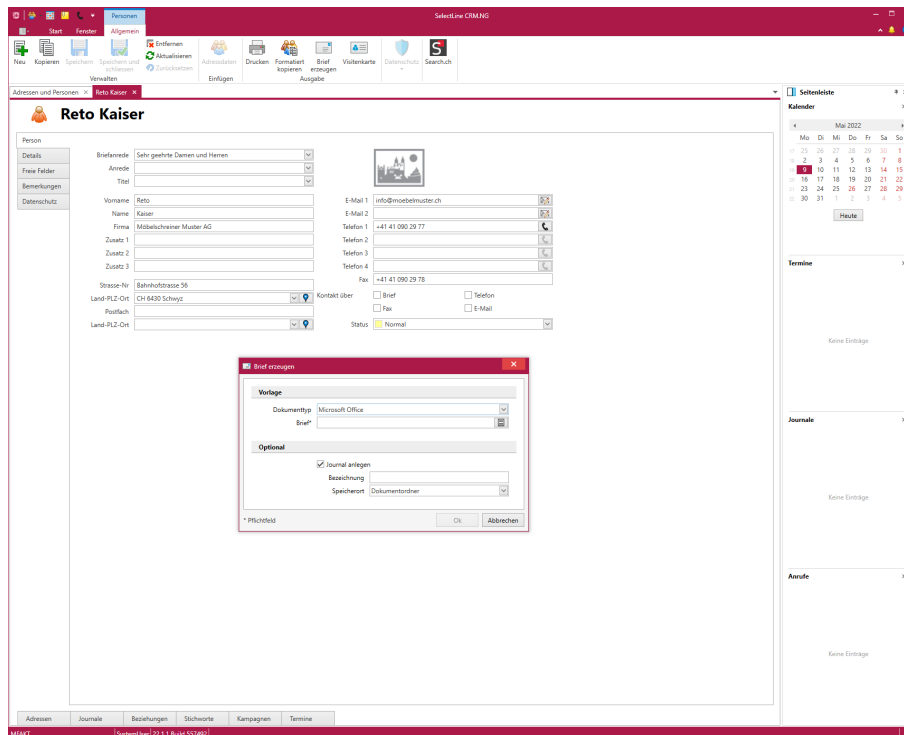 Personen
SelectLine CRM.NG
Start Fenster Allgemein
Neu Kopieren Speichern Speichern und schliessen Entfernen Aktualisieren Zurücksetzen Adressdaten Drucken Formatiert kopieren Brief erzeugen Visitenkarte Datenschutz Search.ch
Verwalten Einfügen Ausgabe
Adressen und Personen Reto Kaiser
Reto Kaiser
Person
Details
Freie Felder
Bemerkungen
Datenschutz
Briefanrede Sehr geehrte Damen und Herren
Anrede
Titel
Vorname Reto
Name Kaiser
Firma Möbelschreiner Muster AG
Zusatz 1
Zusatz 2
Zusatz 3
Strasse-Nr Bahnhofstrasse 56
Land-PLZ-Ort CH 6430 Schwyz
Postfach
Land-PLZ-Ort
E-Mail 1 info@moebelmuster.ch
E-Mail 2
Telefon 1 +41 41 090 29 77
Telefon 2
Telefon 3
Telefon 4
Fax +41 41 090 29 78
Kontakt über Brief Telefon
Fax E-Mail
Status Normal
Brief erzeugen
Vorlage
Dokumenttyp Microsoft Office
Brief*
Optional
Journal anlegen
Bezeichnung
Speicherort Dokumentordner
* Pflichtfeld Ok Abbrechen
Seitenleiste
Kalender
Mai 2022
Mo Di Mi Do Fr Sa So
25 26 27 28 29 30 1
2 3 4 5 6 7 8
9 10 11 12 13 14 15
16 17 18 19 20 21 22
23 24 25 26 27 28 29
30 31 1 2 3 4 5
Heute
Termine
Keine Einträge
Journale
Keine Einträge
Anrufe
Keine Einträge
Adressen Journale Beziehungen Stichworte Kampagnen Termine
MFAKT SystemUser 22.1.1 Build 557492